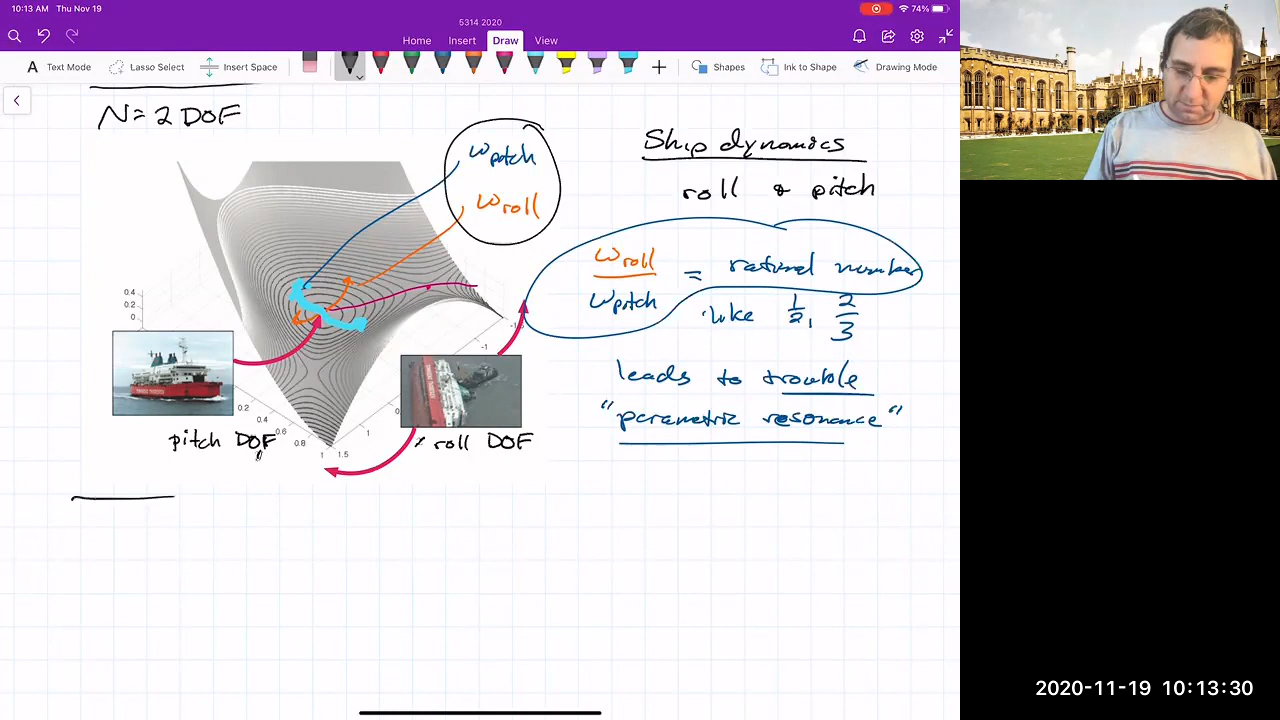 10:13 AM Thu Nov 19
74%
5314 2020
Home Insert Draw View
Text Mode Lasso Select Insert Space Shapes Ink to Shape Drawing Mode
N=2 DOF
ωpitch
ωroll
Ship dynamics
roll & pitch
ωroll / ωpitch = rational number
like 1/2, 2/3
leads to trouble
"parametric resonance"
0.4
0.2
0
-1
0
0.2
0.4
0.6
0.8
1
1
1.5
pitch DOF
roll DOF
2020-11-19 10:13:30